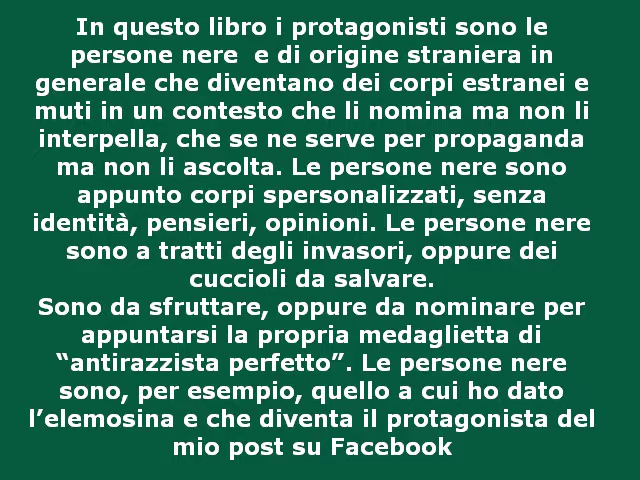 In questo libro i protagonisti sono le
persone nere  e di origine straniera in
generale che diventano dei corpi estranei e
muti in un contesto che li nomina ma non li
interpella, che se ne serve per propaganda
ma non li ascolta. Le persone nere sono
appunto corpi spersonalizzati, senza
identità, pensieri, opinioni. Le persone nere
sono a tratti degli invasori, oppure dei
cuccioli da salvare.
Sono da sfruttare, oppure da nominare per
appuntarsi la propria medaglietta di
“antirazzista perfetto”. Le persone nere
sono, per esempio, quello a cui ho dato
l’elemosina e che diventa il protagonista del
mio post su Facebook